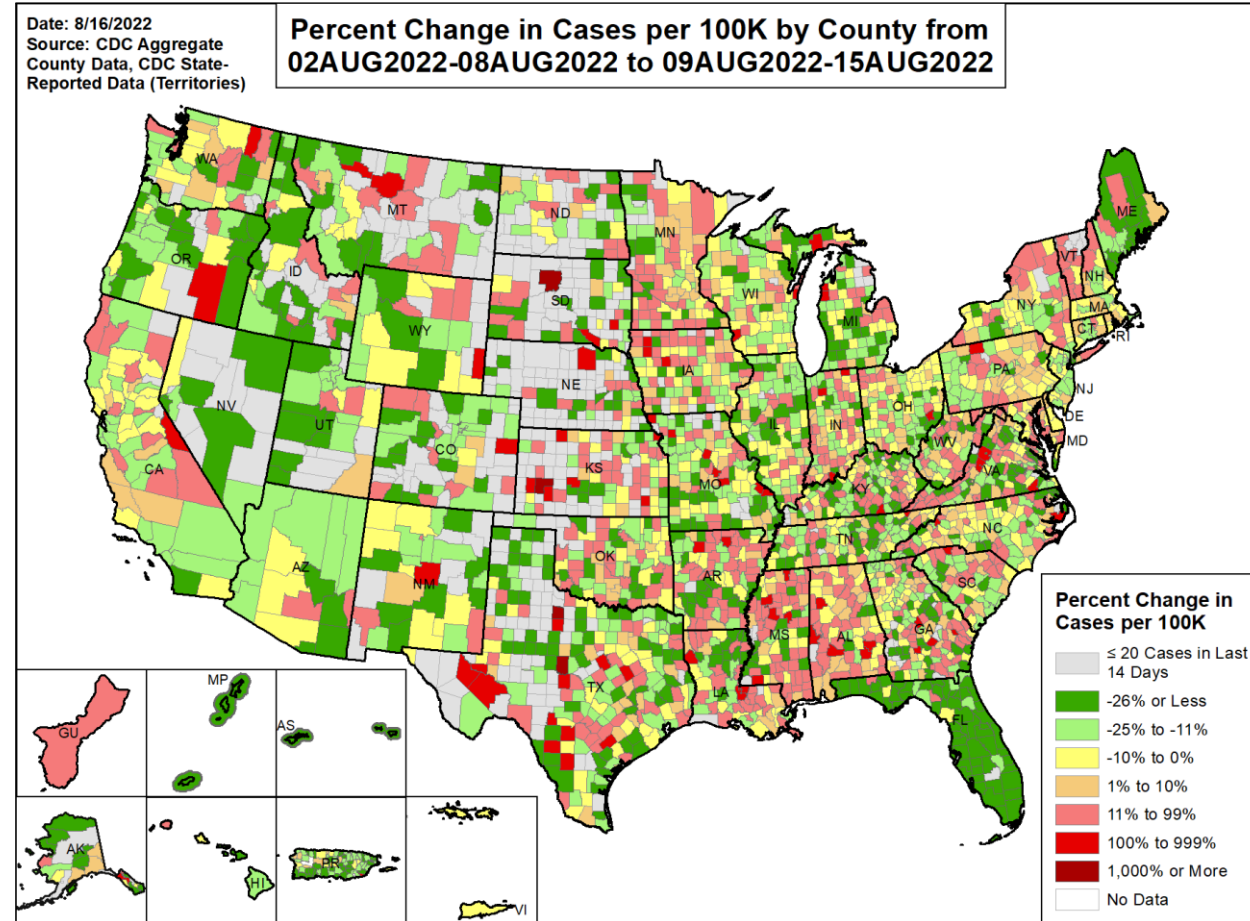 Date: 8/16/2022
Source: CDC Aggregate
County Data, CDC State-
Reported Data (Territories)
Percent Change in Cases per 100K by County from
02AUG2022-08AUG2022 to 09AUG2022-15AUG2022
WA
MT
ND
MN
ME
OR
ID
SD
WI
VT
NH
NY
MA
WY
MI
CT
RI
IA
NE
PA
NV
UT
OH
NJ
IL
IN
DE
CO
WV
MD
CA
KS
MO
VA
KY
NC
TN
OK
AZ
NM
AR
SC
MS
AL
GA
TX
LA
FL
MP
GU
AS
AK
HI
PR
VI
Percent Change in
Cases per 100K
≤ 20 Cases in Last
14 Days
-26% or Less
-25% to -11%
-10% to 0%
1% to 10%
11% to 99%
100% to 999%
1,000% or More
No Data